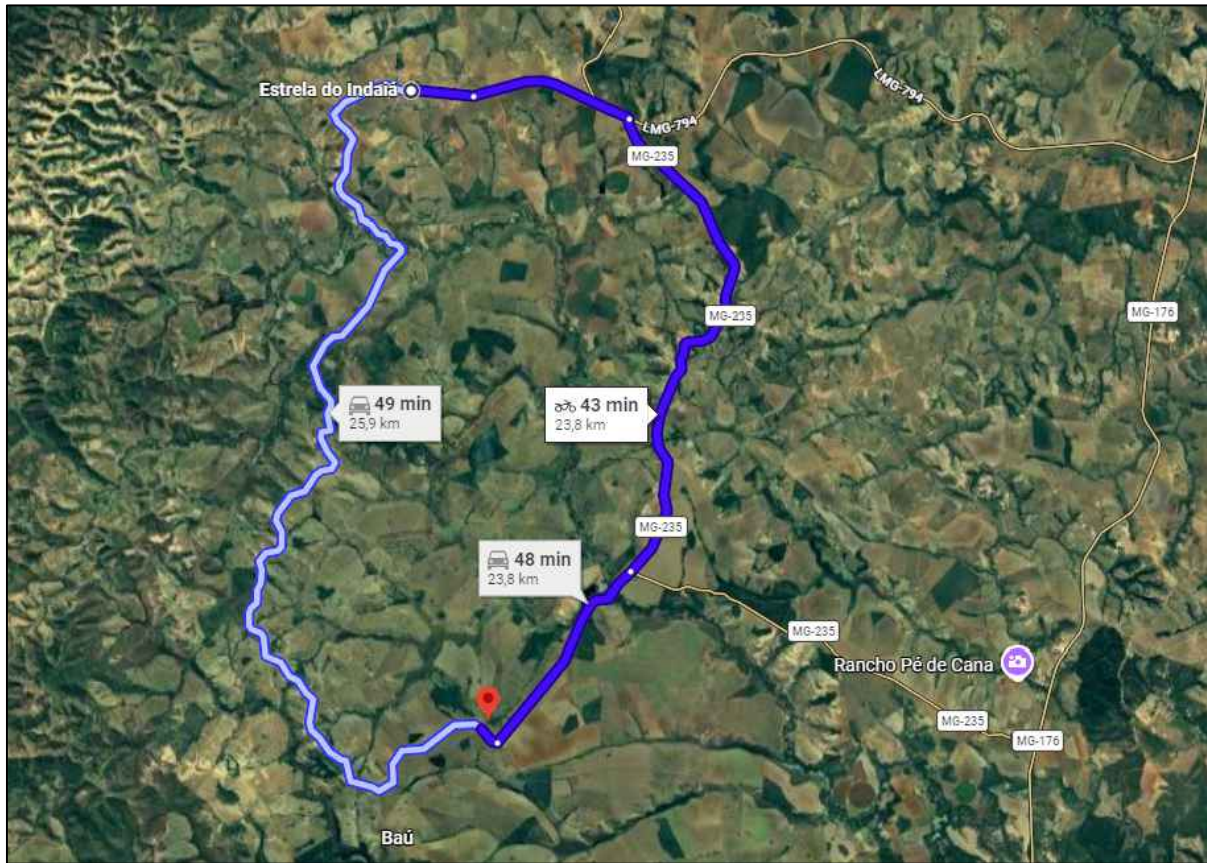 Estrela do Indaiá
LMG-794
LMG-794
MG-235
MG-235
MG-176
49 min
25,9 km
43 min
23,8 km
MG-235
48 min
23,8 km
MG-235
Rancho Pé de Cana
MG-235
MG-176
Baú